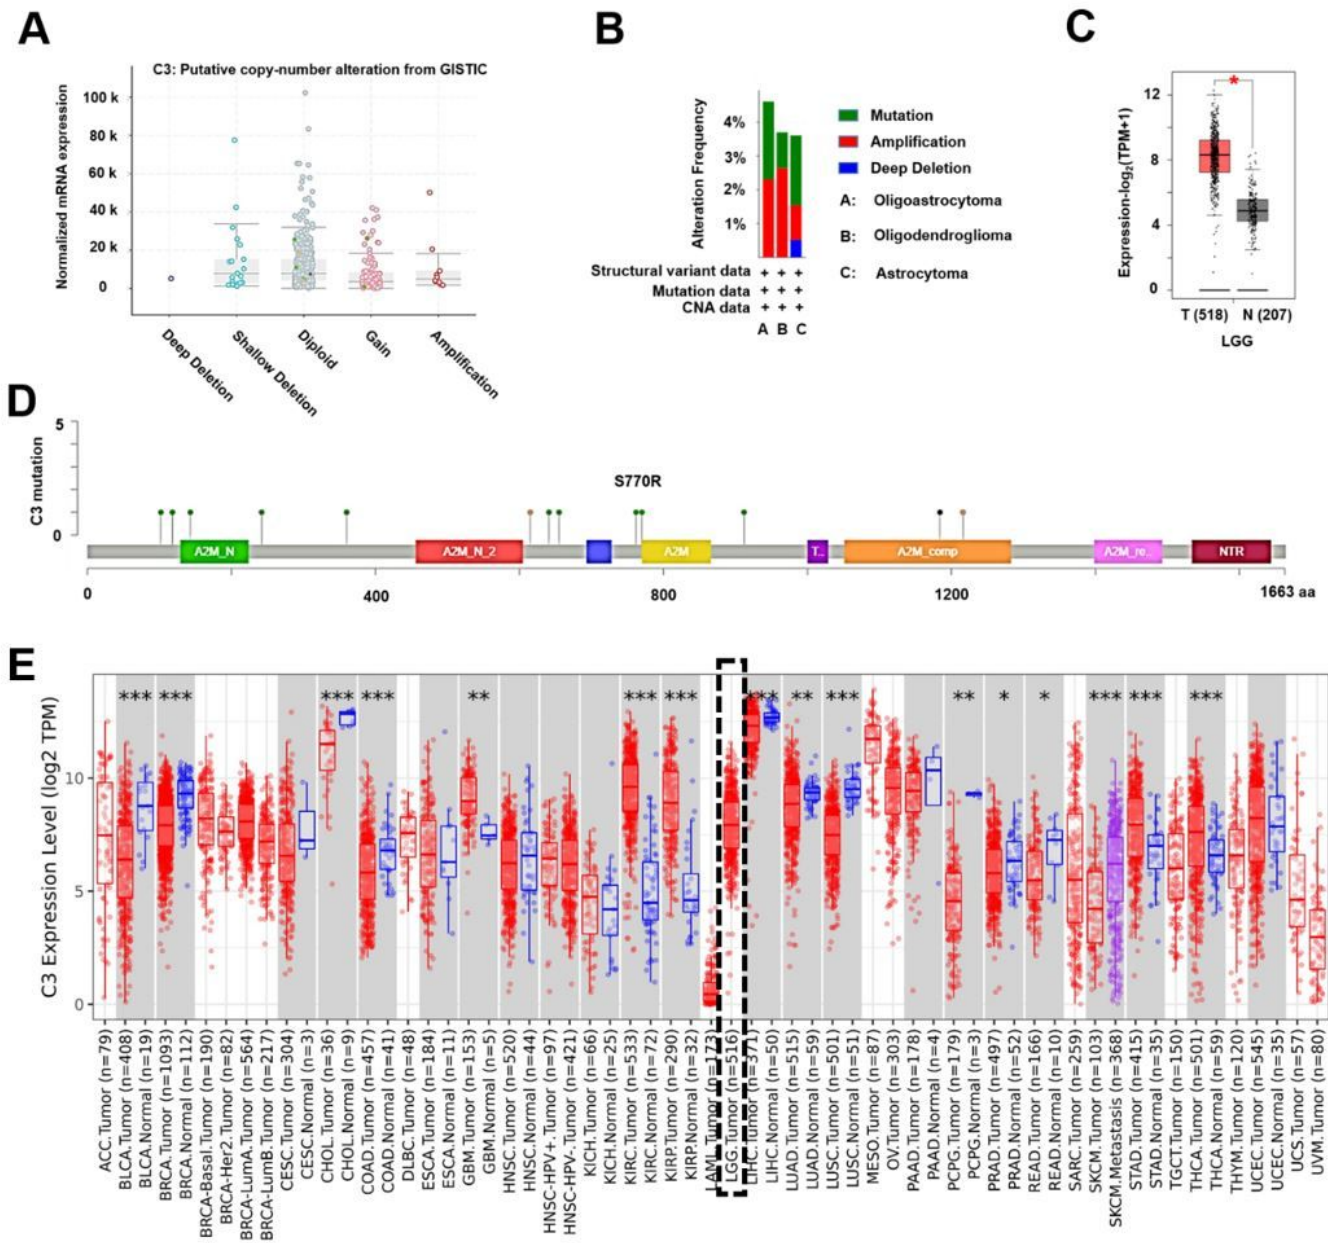 A
C3: Putative copy-number alteration from GISTIC
Normalized mRNA expression
100 k
80 k
60 k
40 k
20 k
0
Deep Deletion
Shallow Deletion
Diploid
Gain
Amplification
B
Alteration Frequency
4%
3%
2%
1%
Structural variant data + + +
Mutation data + + +
CNA data + + +
A B C
Mutation
Amplification
Deep Deletion
A: Oligoastrocytoma
B: Oligodendroglioma
C: Astrocytoma
C
Expression-log2(TPM+1)
12
8
4
0
*
T (518) N (207)
LGG
D
C3 mutation
5
0
S770R
A2M_N
A2M_N_2
A2M
T..
A2M_comp
A2M_re..
NTR
0 400 800 1200 1663 aa
E
C3 Expression Level (log2 TPM)
10
5
0
*** *** *** *** ** *** *** *** ** *** ** * * *** *** ***
ACC.Tumor (n=79)
BLCA.Tumor (n=408)
BLCA.Normal (n=19)
BRCA.Tumor (n=1093)
BRCA.Normal (n=112)
BRCA-Basal.Tumor (n=190)
BRCA-Her2.Tumor (n=82)
BRCA-LumA.Tumor (n=564)
BRCA-LumB.Tumor (n=217)
CESC.Tumor (n=304)
CESC.Normal (n=3)
CHOL.Tumor (n=36)
CHOL.Normal (n=9)
COAD.Tumor (n=457)
COAD.Normal (n=41)
DLBC.Tumor (n=48)
ESCA.Tumor (n=184)
ESCA.Normal (n=11)
GBM.Tumor (n=153)
GBM.Normal (n=5)
HNSC.Tumor (n=520)
HNSC.Normal (n=44)
HNSC-HPV+.Tumor (n=97)
HNSC-HPV-.Tumor (n=421)
KICH.Tumor (n=66)
KICH.Normal (n=25)
KIRC.Tumor (n=533)
KIRC.Normal (n=72)
KIRP.Tumor (n=290)
KIRP.Normal (n=32)
LAML.Tumor (n=173)
LGG.Tumor (n=516)
LIHC.Tumor (n=371)
LIHC.Normal (n=50)
LUAD.Tumor (n=515)
LUAD.Normal (n=59)
LUSC.Tumor (n=501)
LUSC.Normal (n=51)
MESO.Tumor (n=87)
OV.Tumor (n=303)
PAAD.Tumor (n=178)
PAAD.Normal (n=4)
PCPG.Tumor (n=179)
PCPG.Normal (n=3)
PRAD.Tumor (n=497)
PRAD.Normal (n=52)
READ.Tumor (n=166)
READ.Normal (n=10)
SARC.Tumor (n=259)
SKCM.Tumor (n=103)
SKCM.Metastasis (n=368)
STAD.Tumor (n=415)
STAD.Normal (n=35)
TGCT.Tumor (n=150)
THCA.Tumor (n=501)
THCA.Normal (n=59)
THYM.Tumor (n=120)
UCEC.Tumor (n=545)
UCEC.Normal (n=35)
UCS.Tumor (n=57)
UVM.Tumor (n=80)